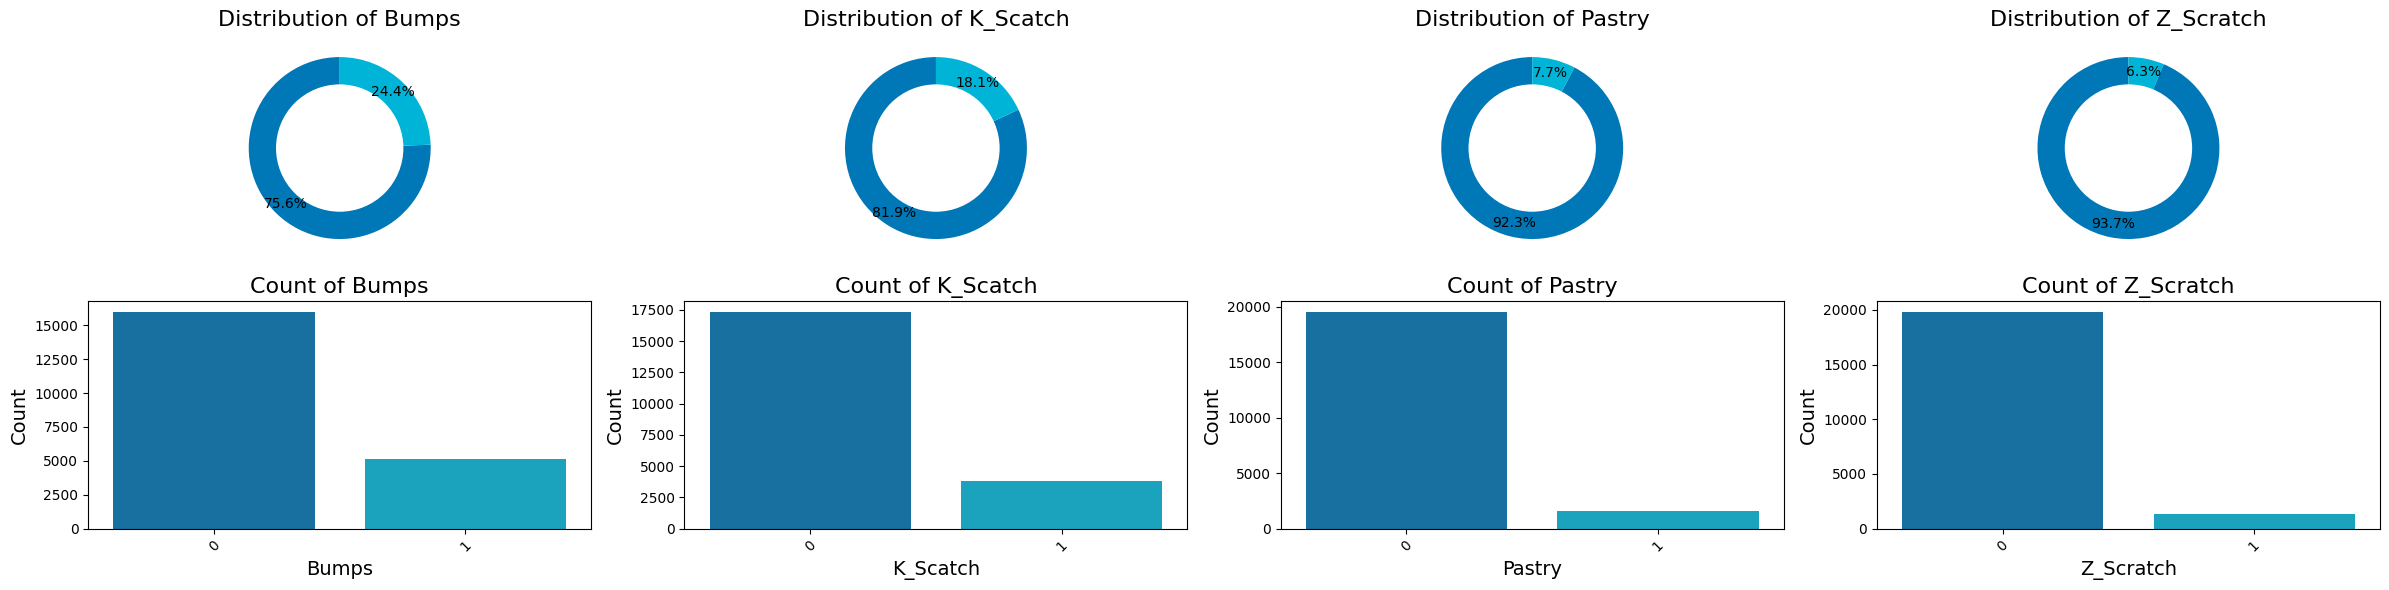 Distribution of Bumps
24.4%
75.6%
Distribution of K_Scatch
18.1%
81.9%
Distribution of Pastry
7.7%
92.3%
Distribution of Z_Scratch
6.3%
93.7%
Count of Bumps
15000
12500
10000
7500
5000
2500
0
Count
0
1
Bumps
Count of K_Scatch
17500
15000
12500
10000
7500
5000
2500
0
Count
0
1
K_Scatch
Count of Pastry
20000
15000
10000
5000
0
Count
0
1
Pastry
Count of Z_Scratch
20000
15000
10000
5000
0
Count
0
1
Z_Scratch